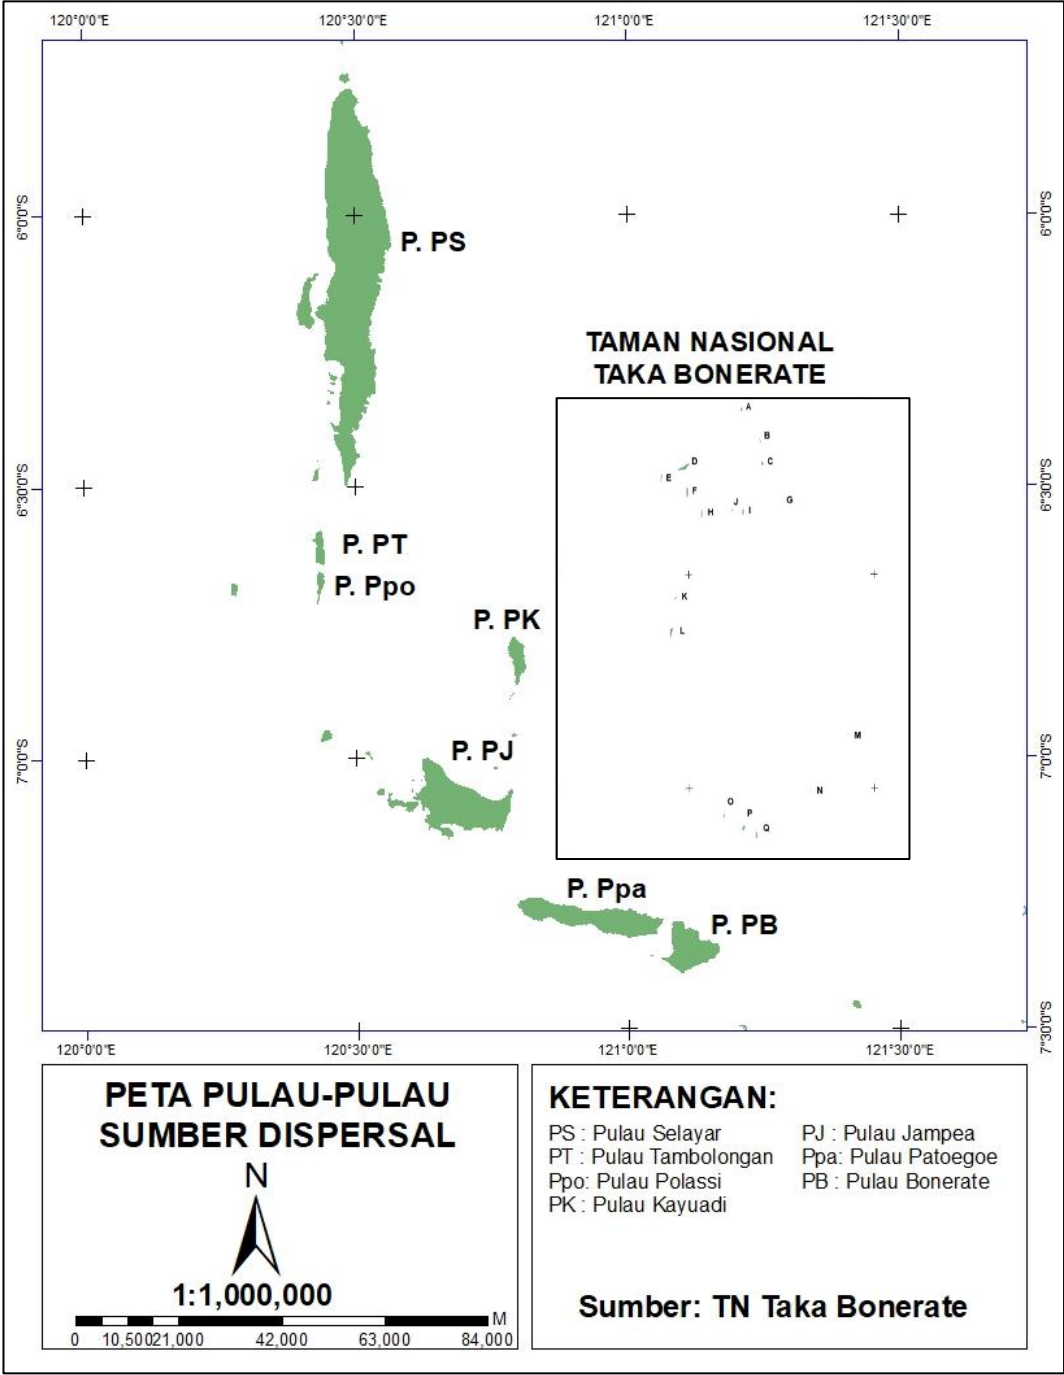 120°0'0"E 120°30'0"E 121°0'0"E 121°30'0"E
6°0'0"S 6°0'0"S
P. PS
TAMAN NASIONAL
TAKA BONERATE
A
B
D C
E
F
G
J
H I
6°30'0"S 6°30'0"S
P. PT
P. Ppo
K
P. PK
L
M
P. PJ
7°0'0"S 7°0'0"S
N
O
P
Q
P. Ppa
P. PB
7°30'0"S
120°0'0"E 120°30'0"E 121°0'0"E 121°30'0"E
PETA PULAU-PULAU
SUMBER DISPERSAL
N
1:1,000,000
M
0 10,500 21,000 42,000 63,000 84,000
KETERANGAN:
PS : Pulau Selayar PJ : Pulau Jampea
PT : Pulau Tambolongan Ppa: Pulau Patoegoe
Ppo: Pulau Polassi PB : Pulau Bonerate
PK : Pulau Kayuadi
Sumber: TN Taka Bonerate